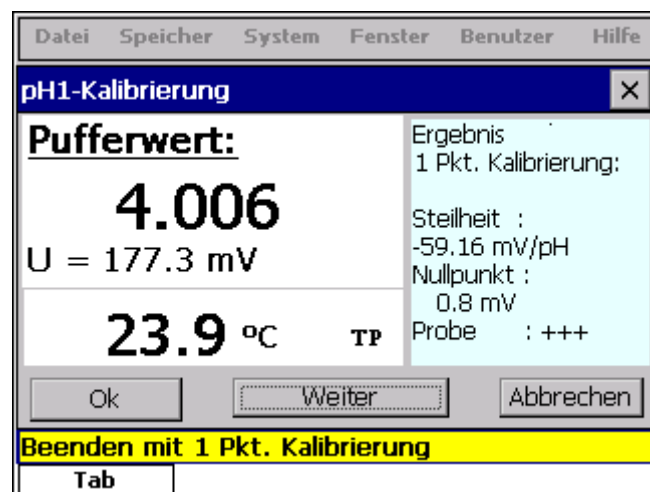 Datei Speicher System Fenster Benutzer Hilfe
pH1-Kalibrierung
Pufferwert:
4.006
U = 177.3 mV
23.9 ºC TP
Ergebnis
1 Pkt. Kalibrierung:
Steilheit :
-59.16 mV/pH
Nullpunkt :
0.8 mV
Probe : +++
Ok Weiter Abbrechen
Beenden mit 1 Pkt. Kalibrierung
Tab